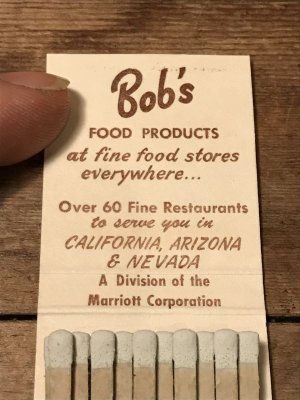 Bob's
FOOD PRODUCTS
at fine food stores
everywhere...
Over 60 Fine Restaurants
to serve you in
CALIFORNIA, ARIZONA
& NEVADA
A Division of the
Marriott Corporation